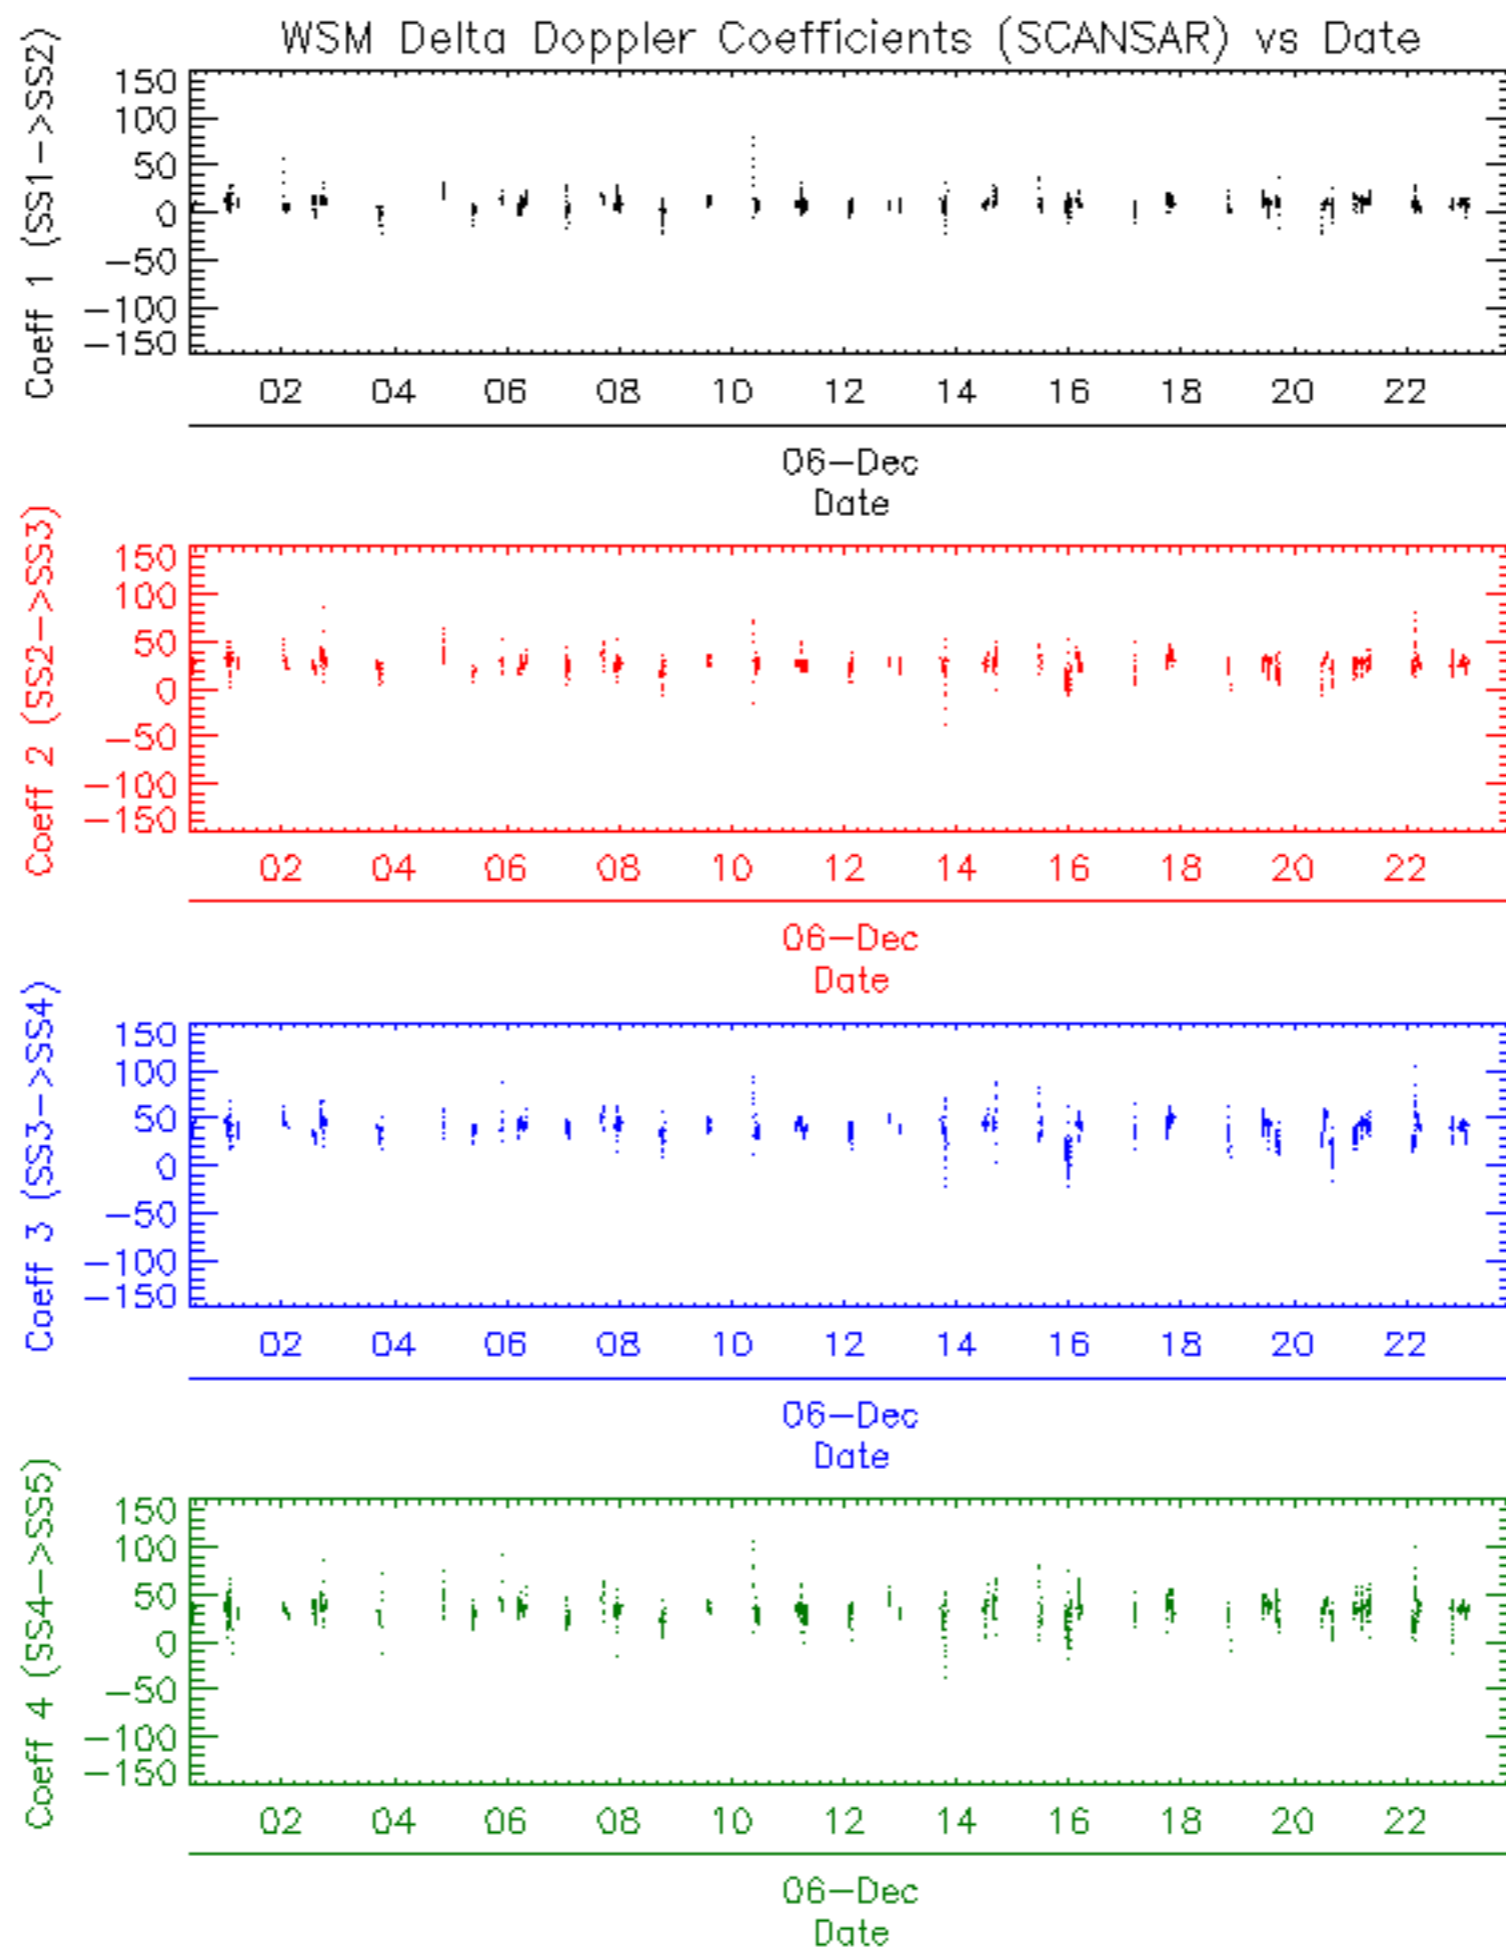 WSM Delta Doppler Coefficients (SCANSAR) vs Date
Coeff 1 (SS1->SS2)
150
100
50
0
-50
-100
-150
02 04 06 08 10 12 14 16 18 20 22
06-Dec
Date
Coeff 2 (SS2->SS3)
150
100
50
0
-50
-100
-150
02 04 06 08 10 12 14 16 18 20 22
06-Dec
Date
Coeff 3 (SS3->SS4)
150
100
50
0
-50
-100
-150
02 04 06 08 10 12 14 16 18 20 22
06-Dec
Date
Coeff 4 (SS4->SS5)
150
100
50
0
-50
-100
-150
02 04 06 08 10 12 14 16 18 20 22
06-Dec
Date